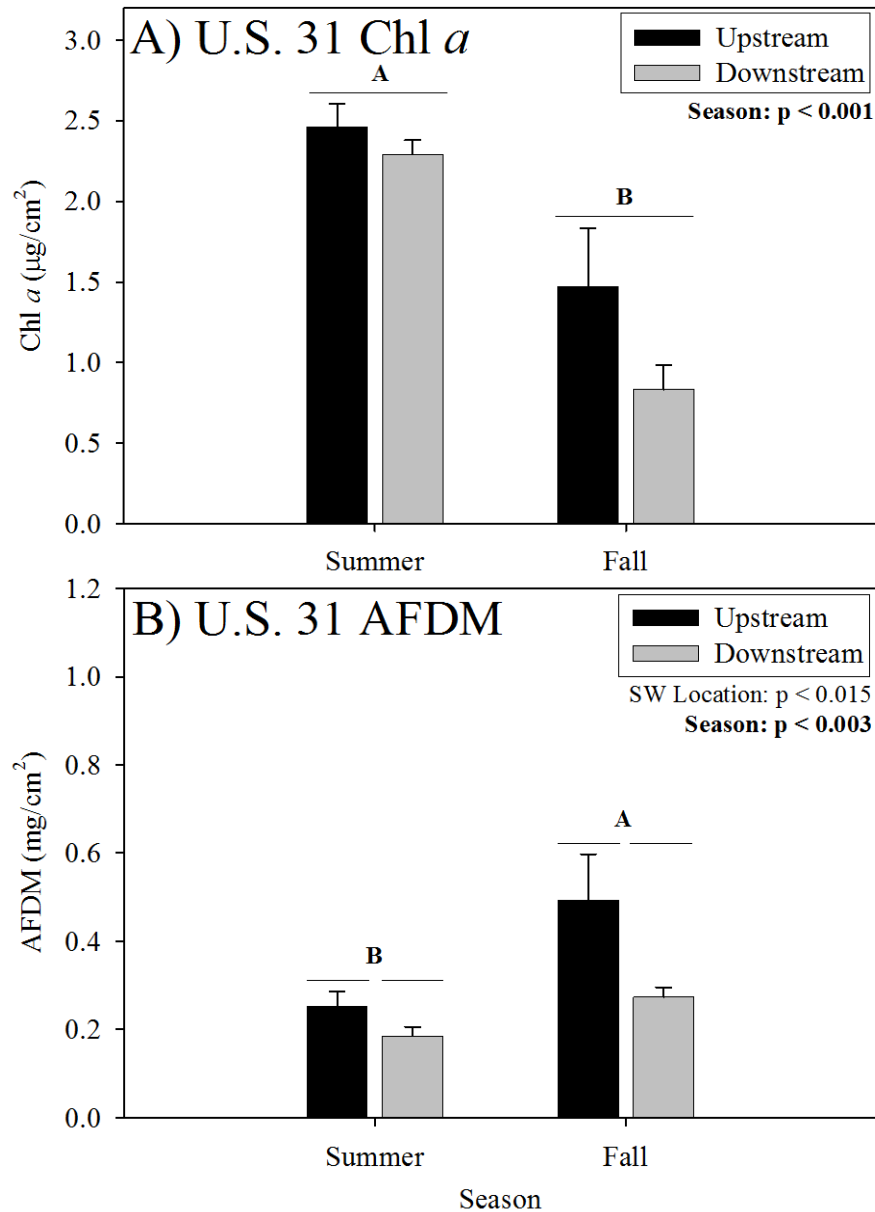 A) U.S. 31 Chl a
Upstream
Downstream
Season: p < 0.001
A
B
3.0
2.5
2.0
1.5
1.0
0.5
0.0
Chl a (μg/cm²)
Summer Fall
B) U.S. 31 AFDM
Upstream
Downstream
SW Location: p < 0.015
Season: p < 0.003
A
B
1.2
1.0
0.8
0.6
0.4
0.2
0.0
AFDM (mg/cm²)
Summer Fall
Season